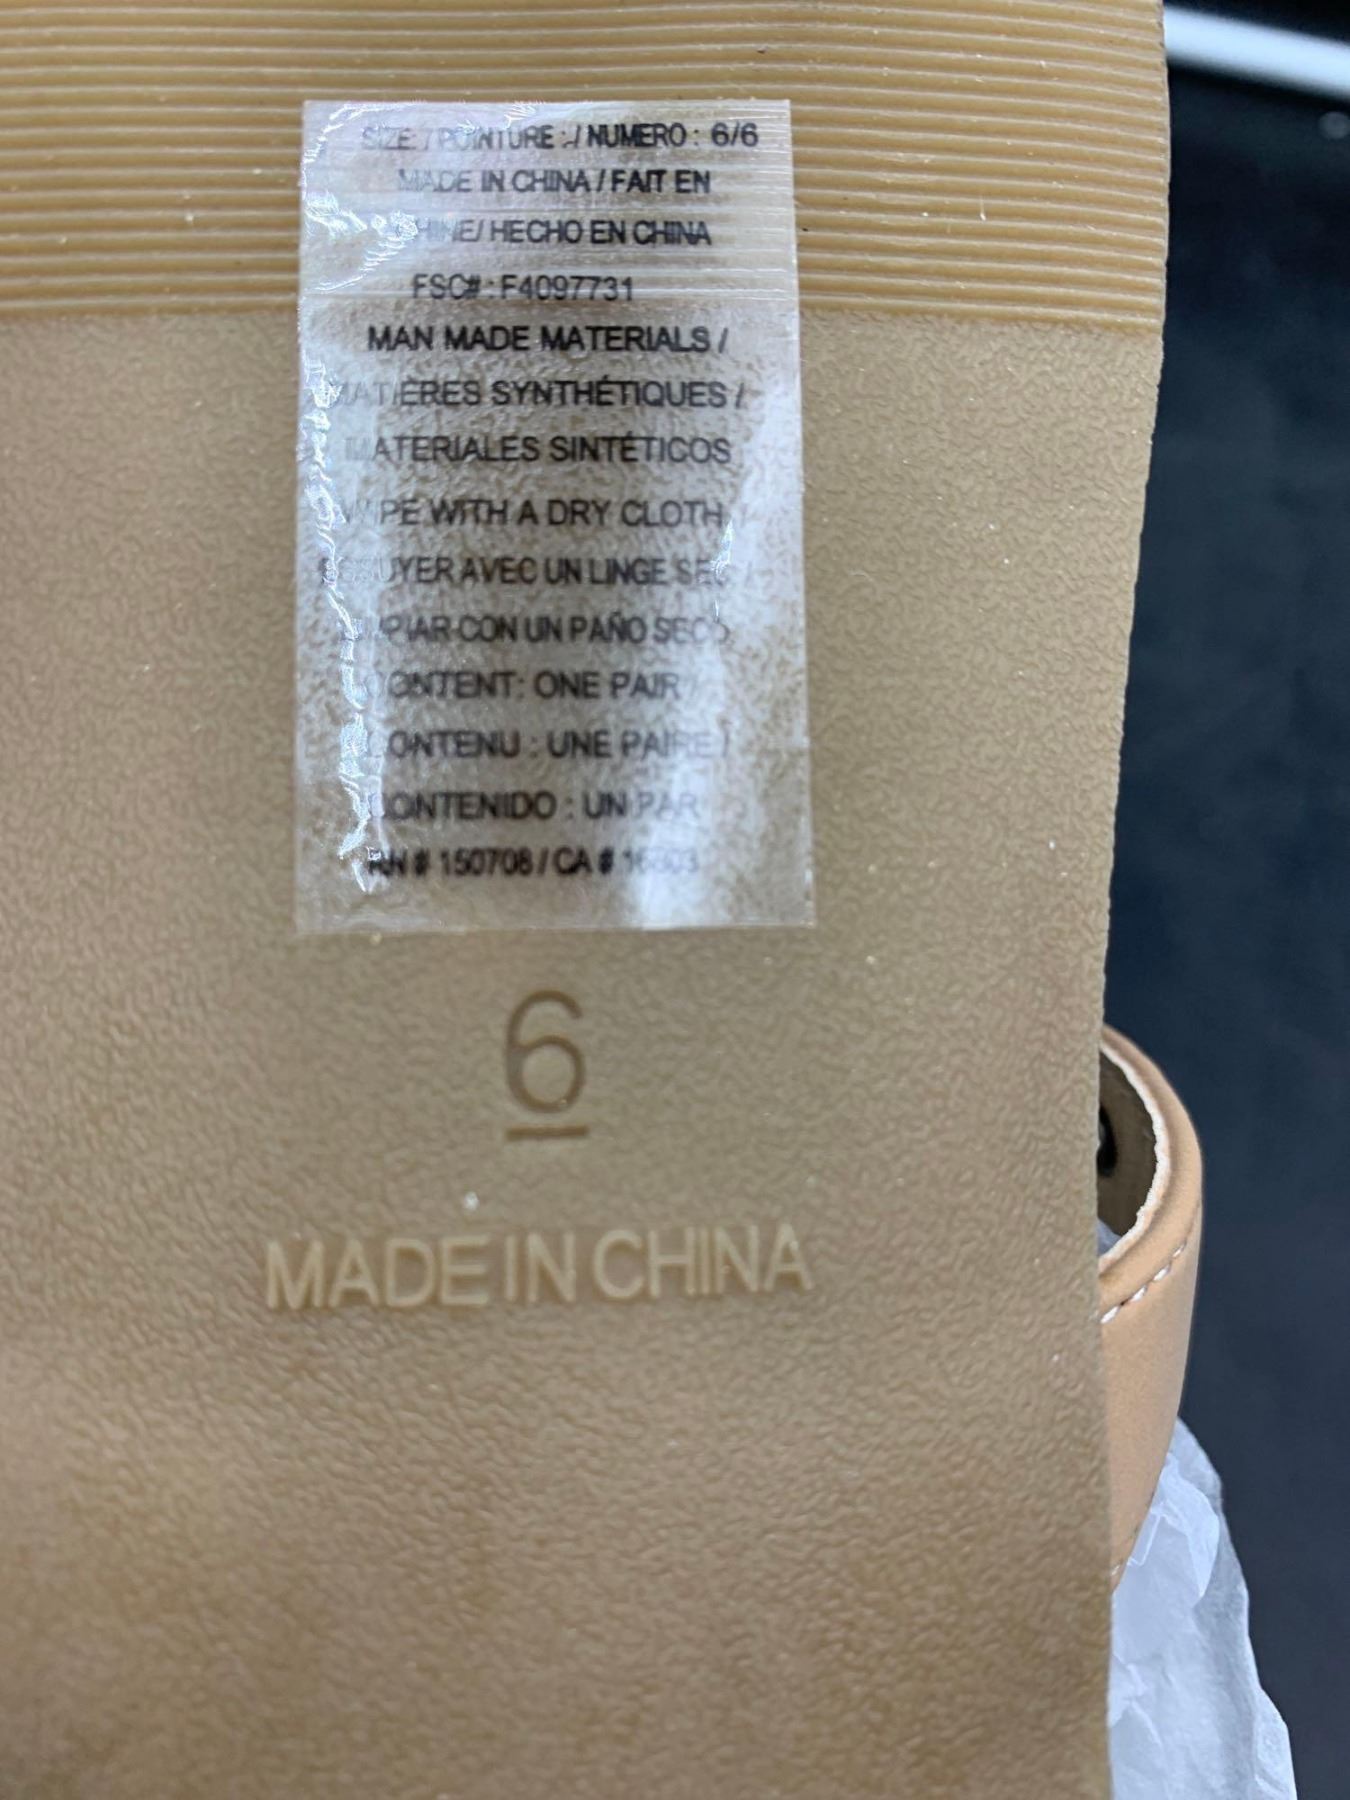 SIZE: / POINTURE : / NUMERO : 6/6
MADE IN CHINA / FAIT EN
CHINE/ HECHO EN CHINA
FSC# : F4097731
MAN MADE MATERIALS /
MATIÈRES SYNTHÉTIQUES /
MATERIALES SINTÉTICOS
WIPE WITH A DRY CLOTH /
ESSUYER AVEC UN LINGE SEC /
LIMPIAR CON UN PAÑO SECO
CONTENT: ONE PAIR /
CONTENU : UNE PAIRE /
CONTENIDO : UN PAR
RN # 150708 / CA #
6
MADE IN CHINA